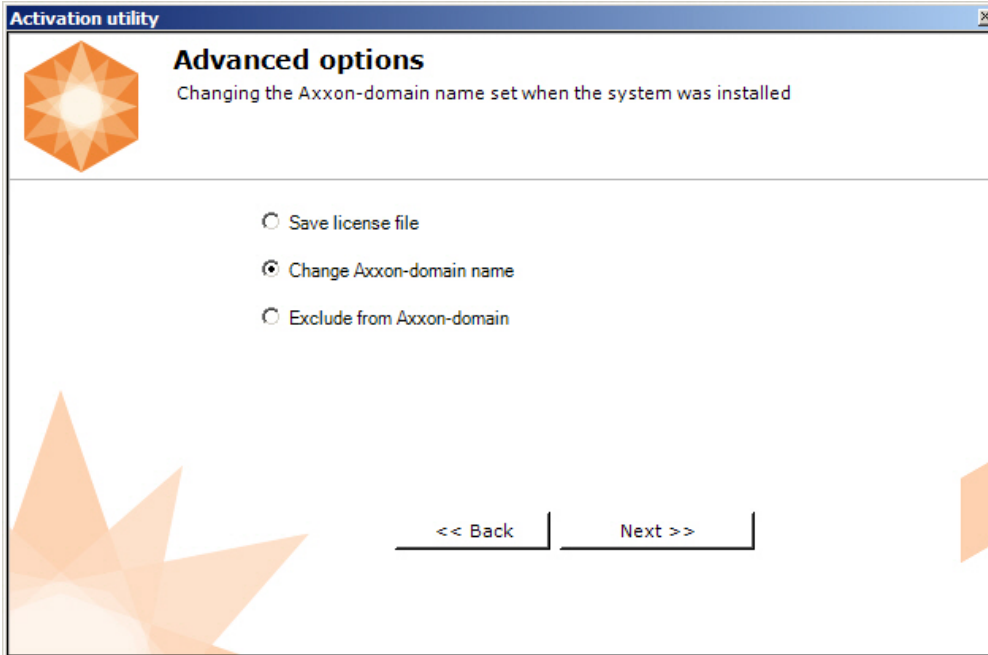 Activation utility
Advanced options
Changing the Axxon-domain name set when the system was installed
Save license file
Change Axxon-domain name
Exclude from Axxon-domain
<< Back
Next >>